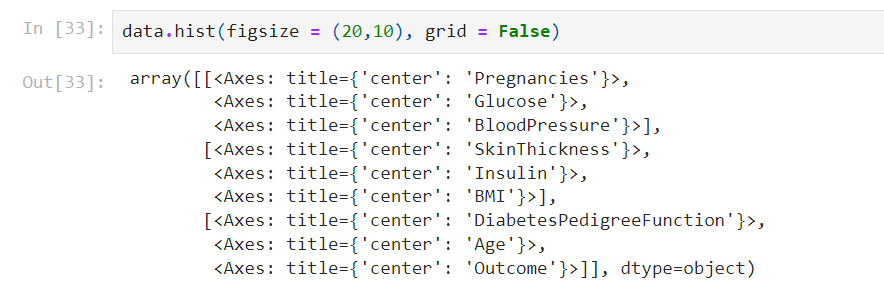 In [33]: data.hist(figsize = (20,10), grid = False)
Out[33]: array([[<Axes: title={'center': 'Pregnancies'}>,
<Axes: title={'center': 'Glucose'}>,
<Axes: title={'center': 'BloodPressure'}>],
[<Axes: title={'center': 'SkinThickness'}>,
<Axes: title={'center': 'Insulin'}>,
<Axes: title={'center': 'BMI'}>],
[<Axes: title={'center': 'DiabetesPedigreeFunction'}>,
<Axes: title={'center': 'Age'}>,
<Axes: title={'center': 'Outcome'}>]], dtype=object)